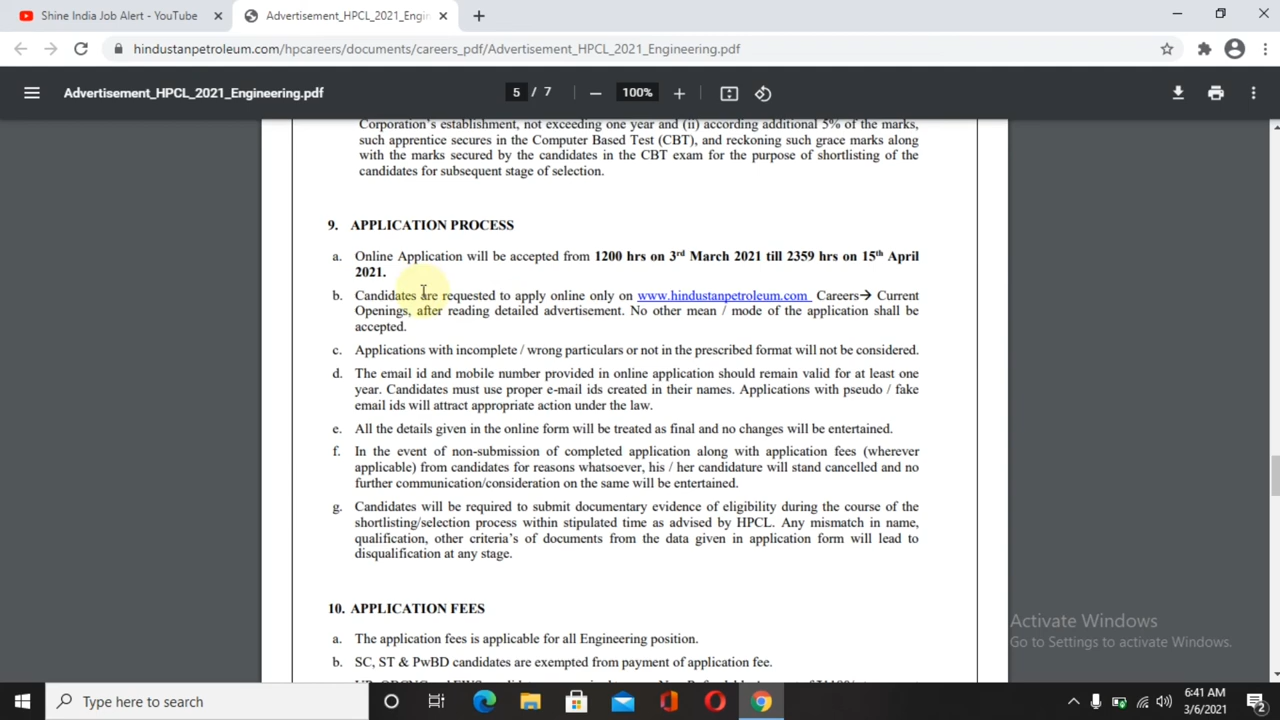 Shine India Job Alert - YouTube
Advertisement_HPCL_2021_Engin
hindustanpetroleum.com/hpcareers/documents/careers_pdf/Advertisement_HPCL_2021_Engineering.pdf
Advertisement_HPCL_2021_Engineering.pdf
5 / 7
100%
Corporation's establishment, not exceeding one year and (ii) according additional 5% of the marks,
such apprentice secures in the Computer Based Test (CBT), and reckoning such grace marks along
with the marks secured by the candidates in the CBT exam for the purpose of shortlisting of the
candidates for subsequent stage of selection.
9. APPLICATION PROCESS
a. Online Application will be accepted from 1200 hrs on 3rd March 2021 till 2359 hrs on 15th April
2021.
b. Candidates are requested to apply online only on www.hindustanpetroleum.com Careers→ Current
Openings, after reading detailed advertisement. No other mean / mode of the application shall be
accepted.
c. Applications with incomplete / wrong particulars or not in the prescribed format will not be considered.
d. The email id and mobile number provided in online application should remain valid for at least one
year. Candidates must use proper e-mail ids created in their names. Applications with pseudo / fake
email ids will attract appropriate action under the law.
e. All the details given in the online form will be treated as final and no changes will be entertained.
f. In the event of non-submission of completed application along with application fees (wherever
applicable) from candidates for reasons whatsoever, his / her candidature will stand cancelled and no
further communication/consideration on the same will be entertained.
g. Candidates will be required to submit documentary evidence of eligibility during the course of the
shortlisting/selection process within stipulated time as advised by HPCL. Any mismatch in name,
qualification, other criteria's of documents from the data given in application form will lead to
disqualification at any stage.
10. APPLICATION FEES
a. The application fees is applicable for all Engineering position.
b. SC, ST & PwBD candidates are exempted from payment of application fee.
Activate Windows
Go to Settings to activate Windows.
Type here to search
6:41 AM
3/6/2021
2